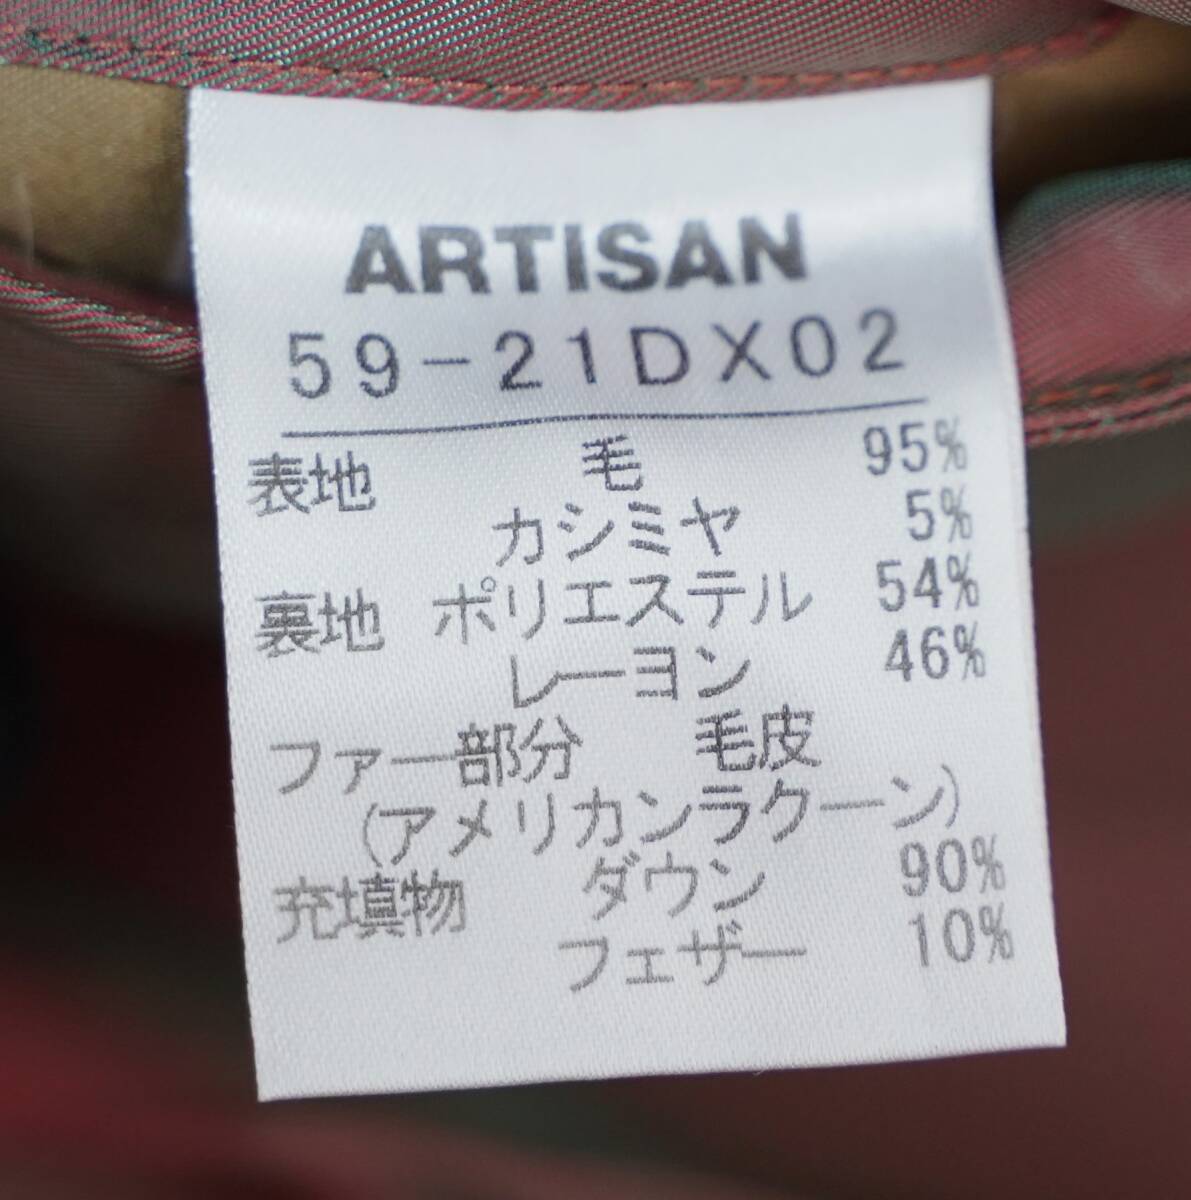 ARTISAN
59-21DX02
表地 毛 95%
カシミヤ 5%
裏地 ポリエステル 54%
レーヨン 46%
ファー部分 毛皮
(アメリカンラクーン)
充填物 ダウン 90%
フェザー 10%